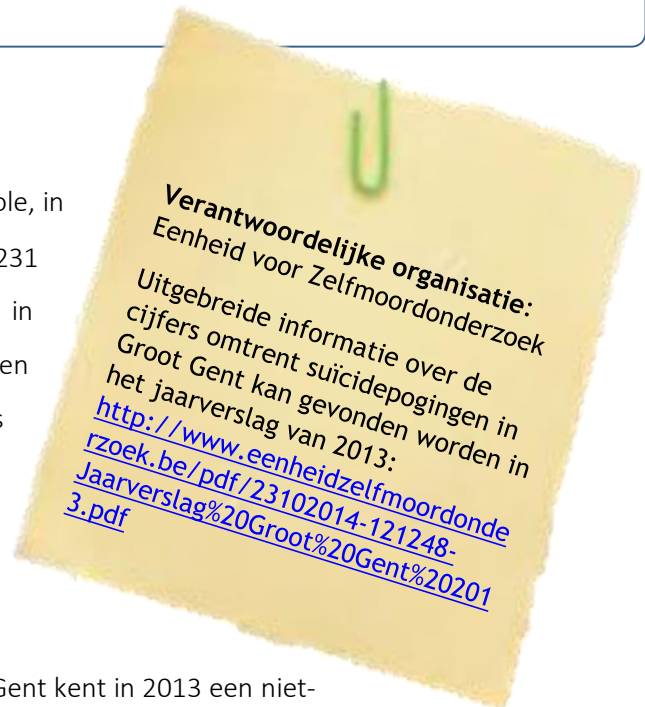 ole, in
231
in
en
s
Verantwoordelijke organisatie:
Eenheid voor Zelfmoordonderzoek
Uitgebreide informatie over de
cijfers omtrent suïcidepogingen in
Groot Gent kan gevonden worden in
het jaarverslag van 2013:
http://www.eenheidzelfmoordonde
rzoek.be/pdf/23102014-121248-
Jaarverslag%20Groot%20Gent%20201
3.pdf
Gent kent in 2013 een niet-